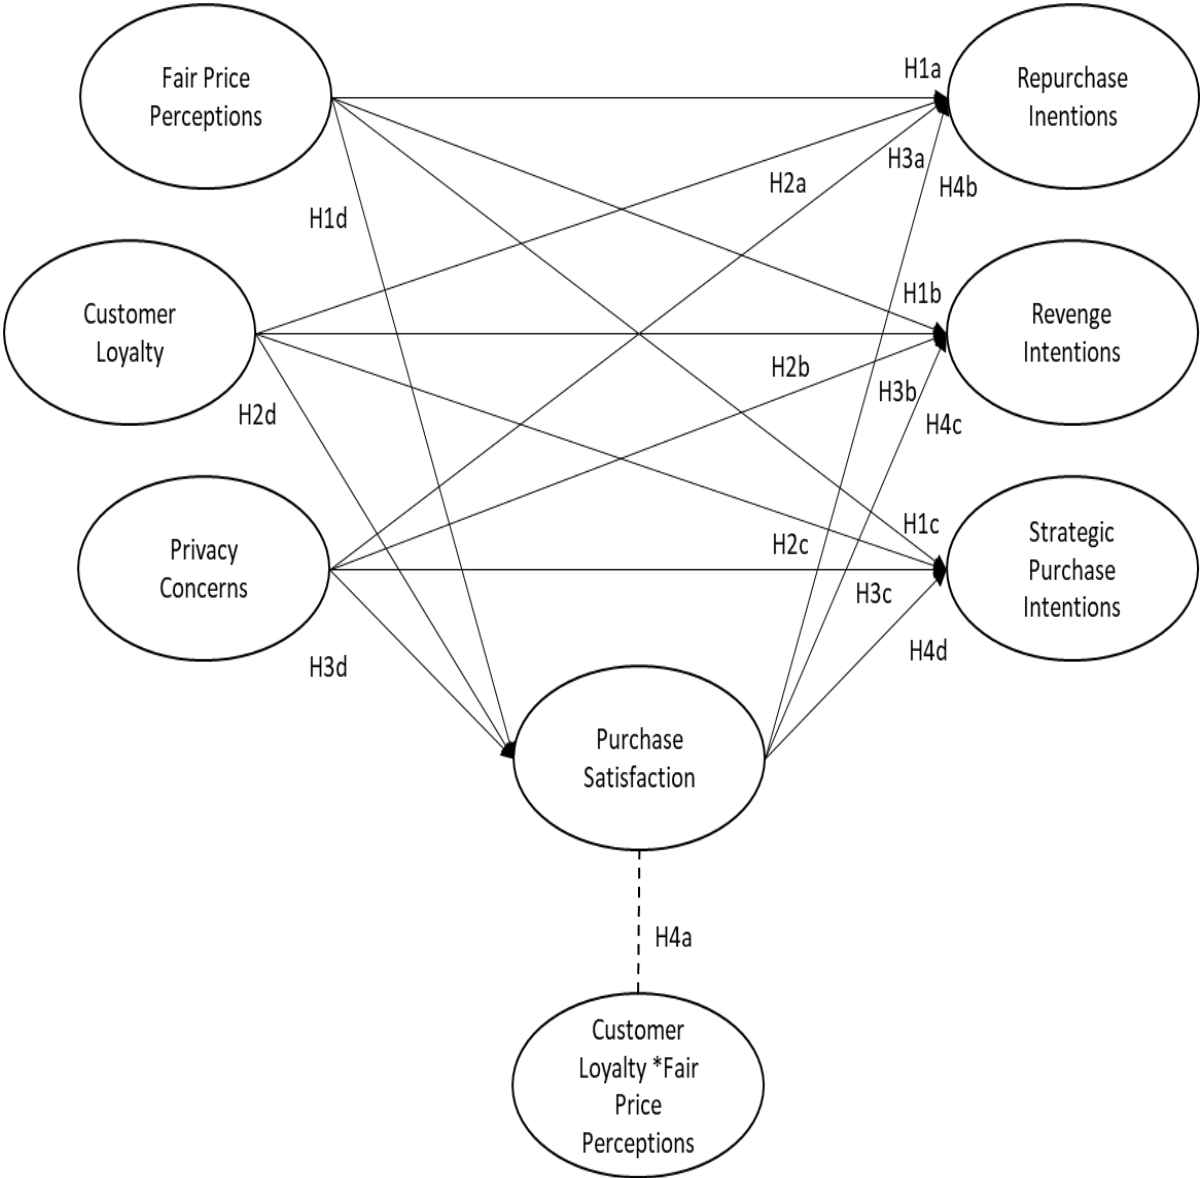 Fair Price
Perceptions
H1a
Repurchase
Inentions
H3a
H2a
H4b
H1d
Customer
Loyalty
H1b
Revenge
Intentions
H2b
H3b
H2d
H4c
Privacy
Concerns
H1c
H2c
Strategic
Purchase
Intentions
H3c
H3d
H4d
Purchase
Satisfaction
H4a
Customer
Loyalty *Fair
Price
Perceptions